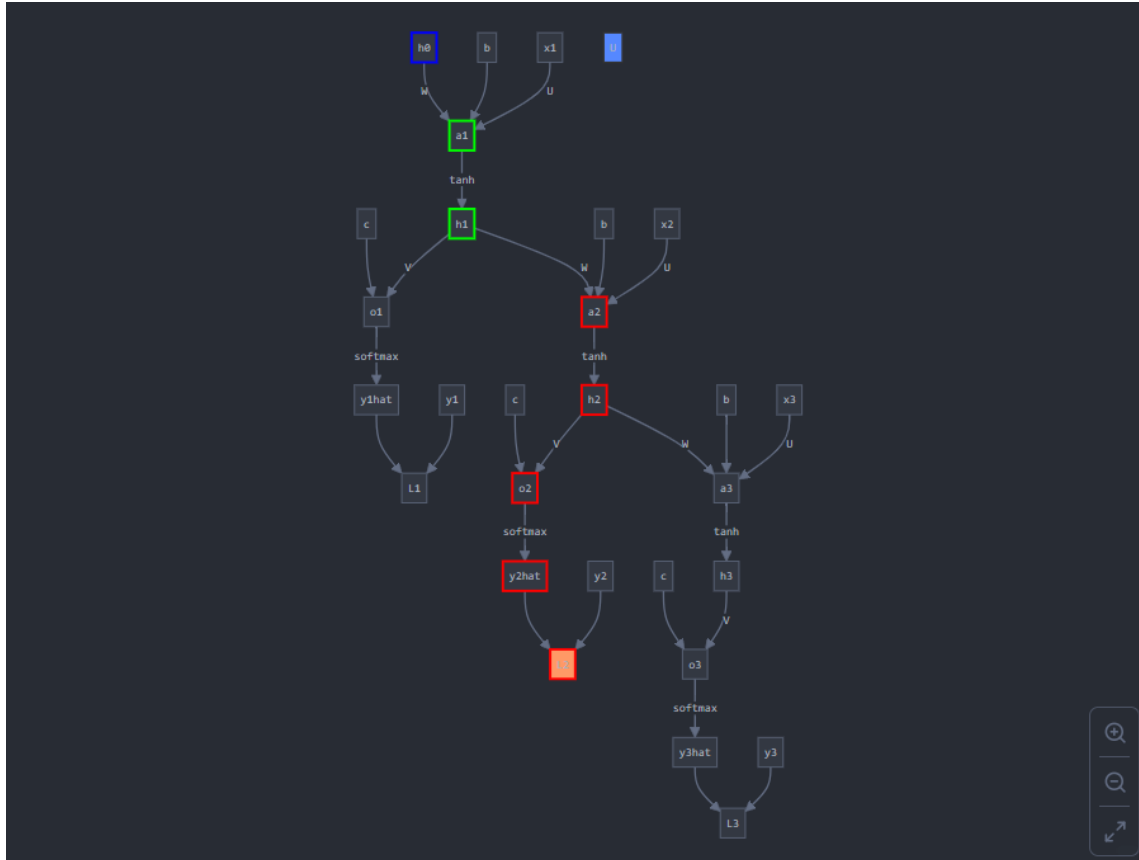 h0 b x1 U
W U
a1
tanh
c h1 b x2
V W U
o1 a2
softmax tanh
y1hat y1 c h2 b x3
V W U
L1 o2 a3
softmax tanh
y2hat y2 c h3
V
L2 o3
softmax
y3hat y3
L3